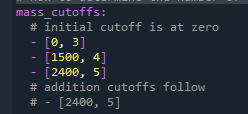 mass_cutoffs:
# initial cutoff is at zero
- [0, 3]
- [1500, 4]
- [2400, 5]
# addition cutoffs follow
# - [2400, 5]